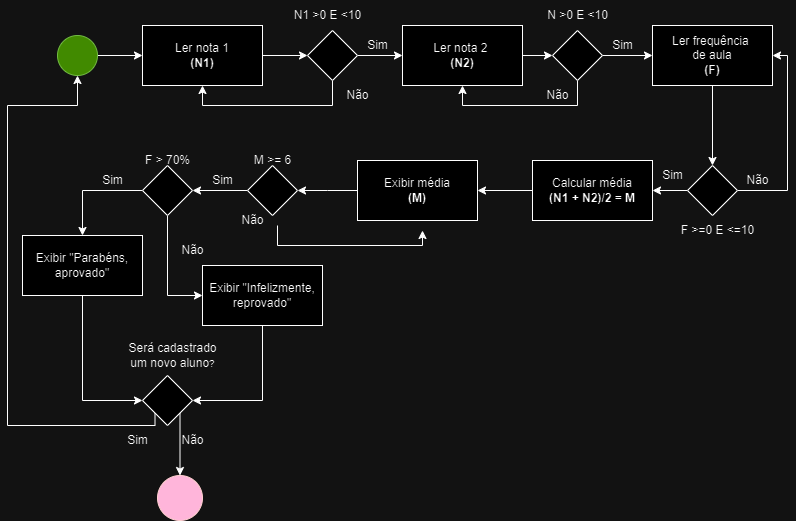 N1 >0 E <10
N >0 E <10
Ler nota 1
(N1)
Sim
Ler nota 2
(N2)
Sim
Ler frequência
de aula
(F)
Não
Não
F > 70%
M >= 6
Sim
Sim
Exibir média
(M)
Calcular média
(N1 + N2)/2 = M
Sim
Não
Não
F >=0 E <=10
Não
Exibir "Parabéns,
aprovado"
Exibir "Infelizmente,
reprovado"
Será cadastrado
um novo aluno?
Sim
Não